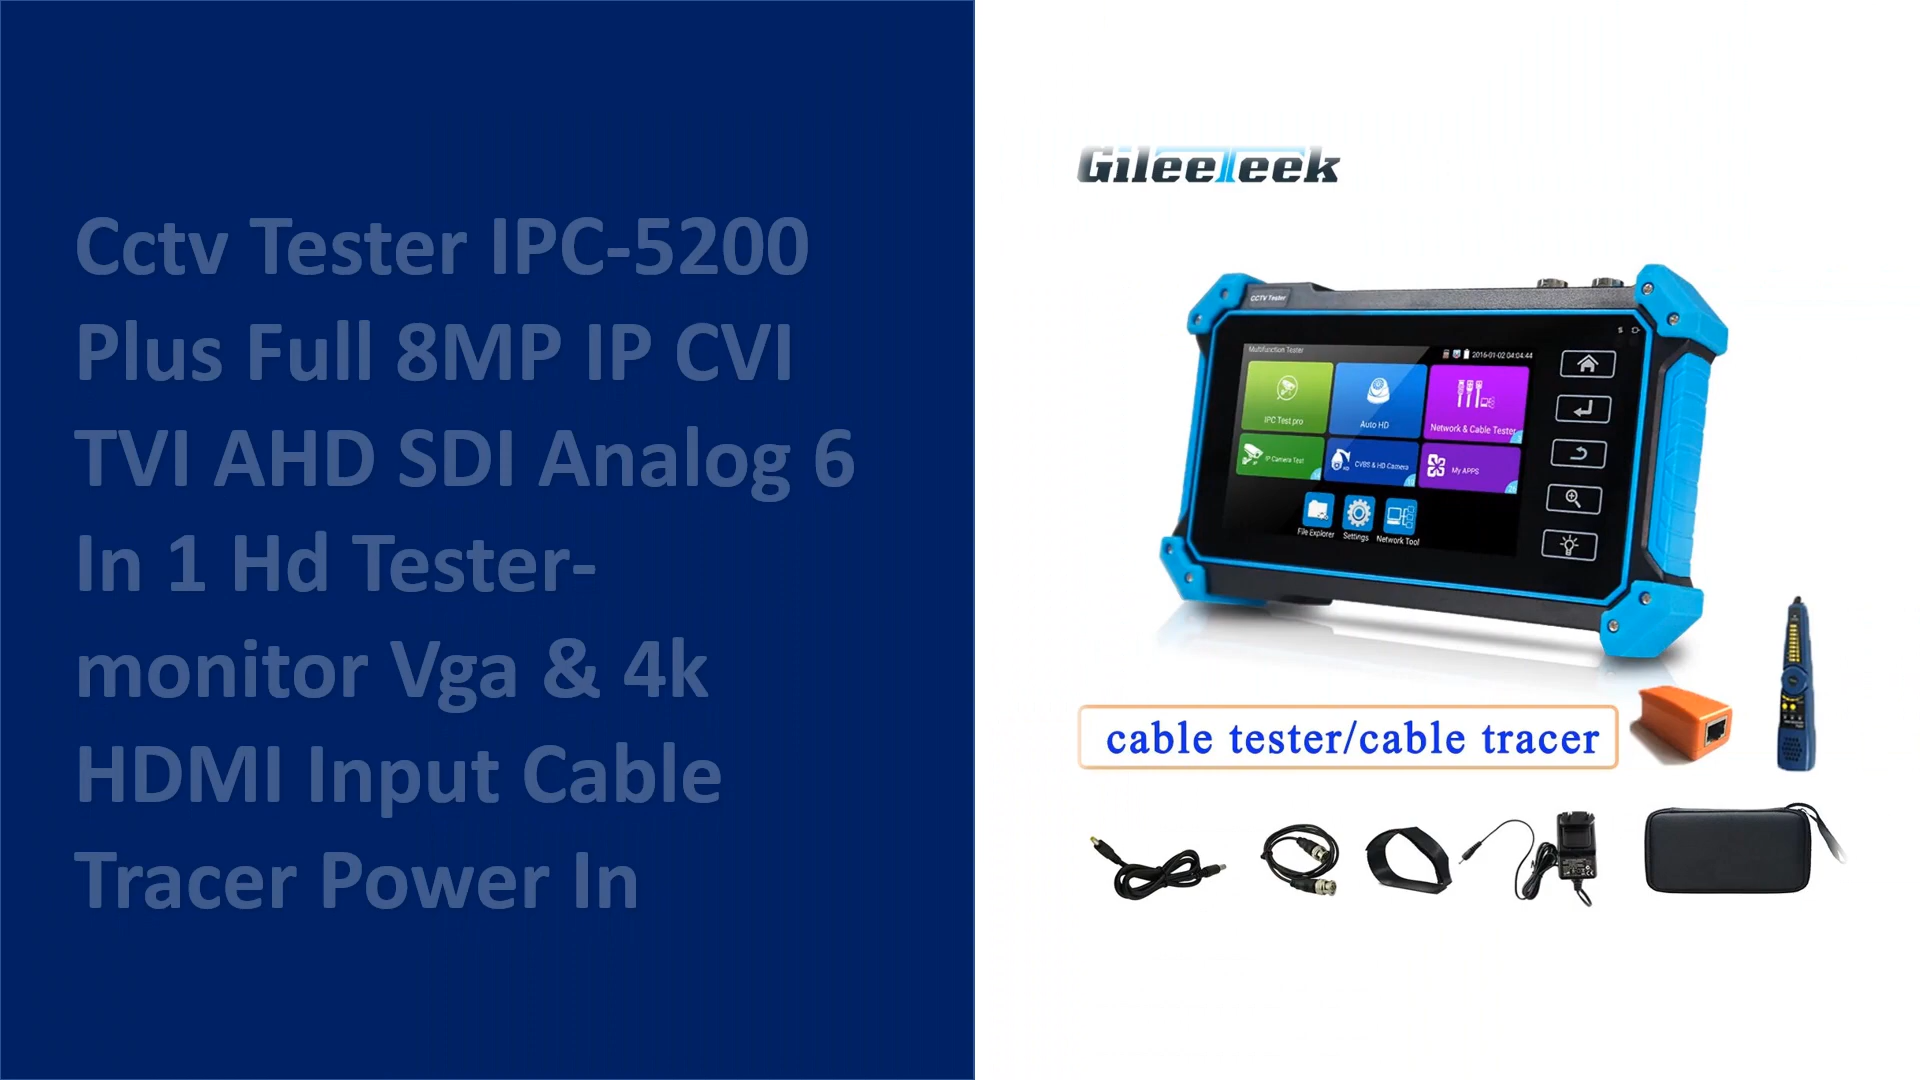 Cctv Tester IPC-5200
Plus Full 8MP IP CVI
TVI AHD SDI Analog 6
In 1 Hd Tester-
monitor Vga & 4k
HDMI Input Cable
Tracer Power In
GileeTeek
CCTV Tester
Multifunction Tester
2016-01-02 04:04:44
IPC Test pro
Auto HD
Network & Cable Tester
IP Camera Test
CVBS & HD Camera
HD
My APPS
File Explorer
Settings
Network Tool
cable tester/cable tracer